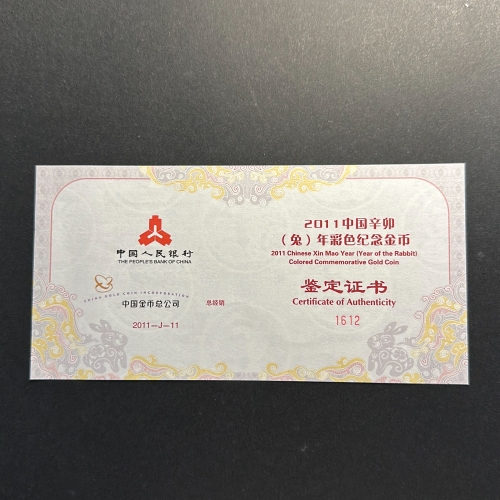 中国人民银行
THE PEOPLE'S BANK OF CHINA
CHINA GOLD COIN INCORPORATION
中国金币总公司 总经销
2011-J-11
2011中国辛卯
(兔)年彩色纪念金币
2011 Chinese Xin Mao Year (Year of the Rabbit)
Colored Commemorative Gold Coin
鉴定证书
Certificate of Authenticity
1612